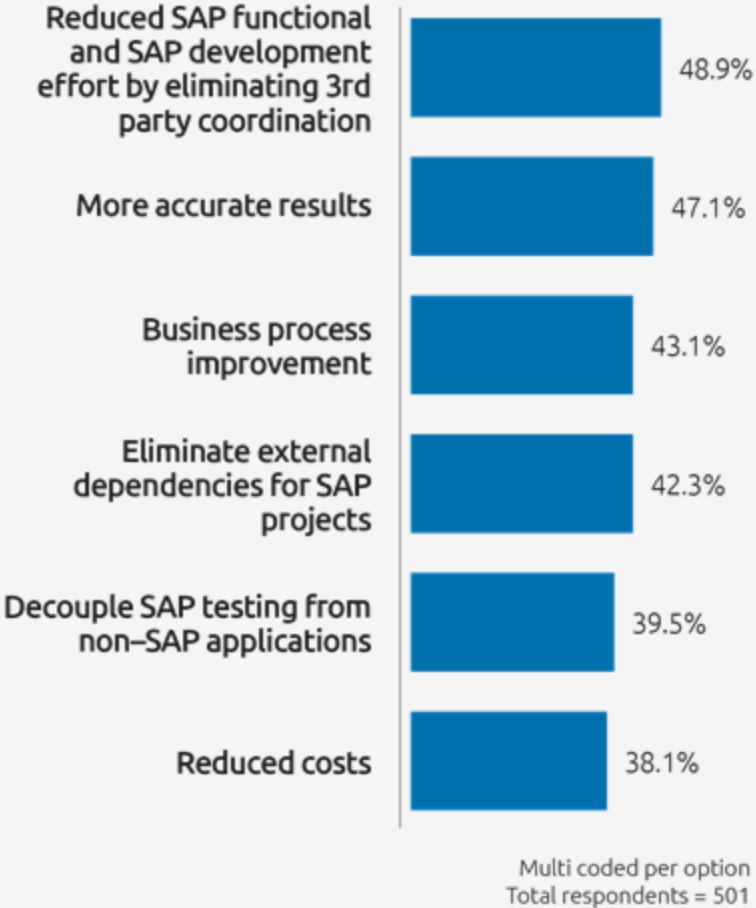 Reduced SAP functional
and SAP development
effort by eliminating 3rd
party coordination
48.9%
More accurate results
47.1%
Business process
improvement
43.1%
Eliminate external
dependencies for SAP
projects
42.3%
Decouple SAP testing from
non–SAP applications
39.5%
Reduced costs
38.1%
Multi coded per option
Total respondents = 501